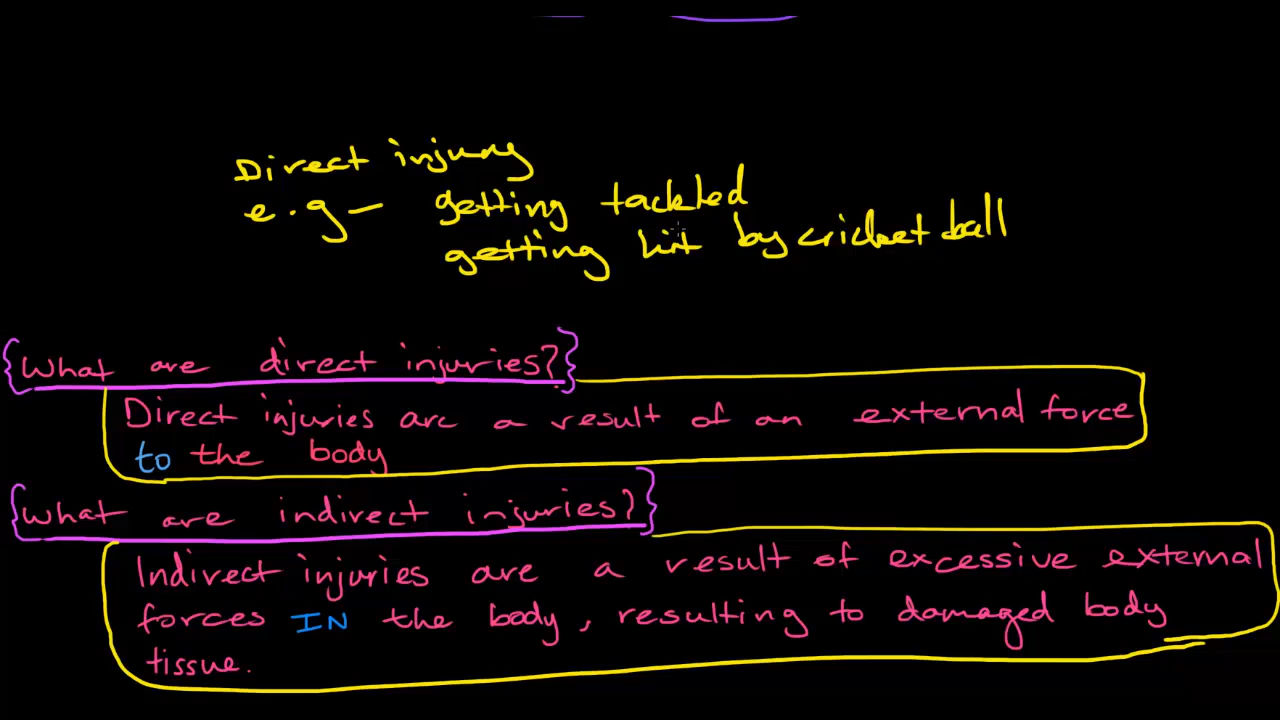 Direct injury
e.g - getting tackled
getting hit by cricket ball
What are direct injuries?
Direct injuries are a result of an external force
to the body
What are indirect injuries?
Indirect injuries are a result of excessive external
forces IN the body, resulting to damaged body
tissue.